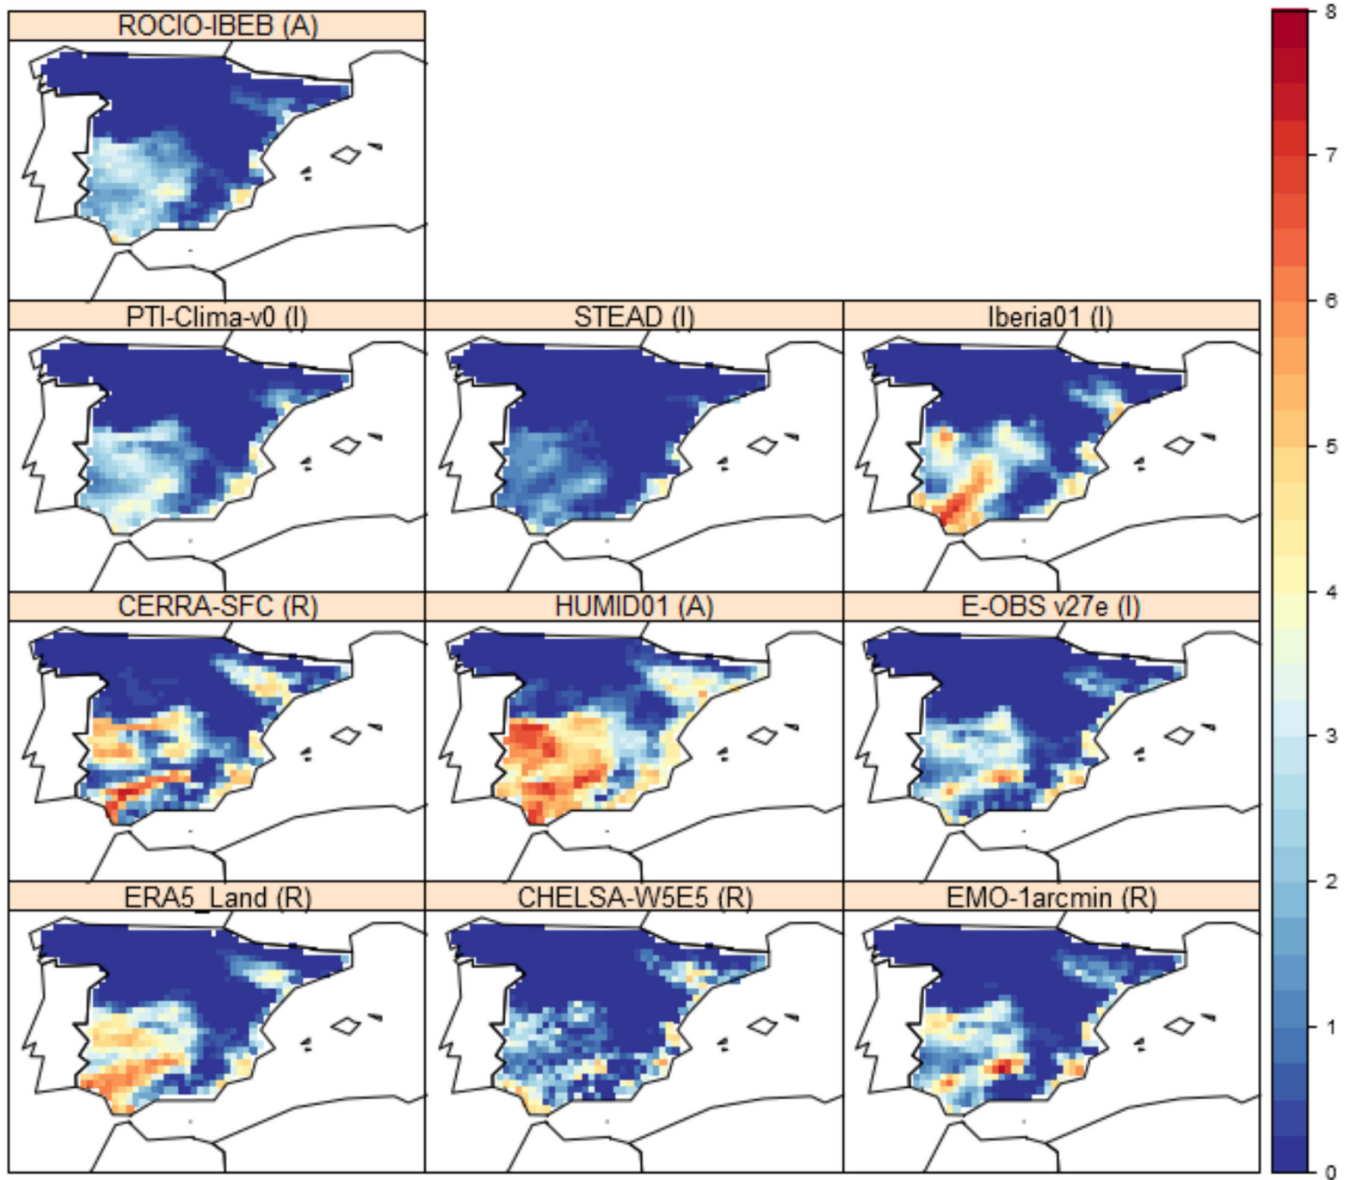 ROCIO-IBEB (A)
PTI-Clima-v0 (I)
STEAD (I)
Iberia01 (I)
CERRA-SFC (R)
HUMID01 (A)
E-OBS v27e (I)
ERA5_Land (R)
CHELSA-W5E5 (R)
EMO-1arcmin (R)
8
7
6
5
4
3
2
1
0